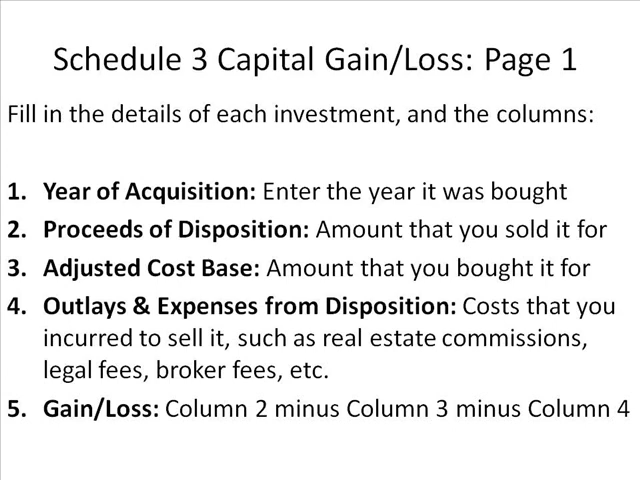 Schedule 3 Capital Gain/Loss: Page 1
Fill in the details of each investment, and the columns:
1. Year of Acquisition: Enter the year it was bought
2. Proceeds of Disposition: Amount that you sold it for
3. Adjusted Cost Base: Amount that you bought it for
4. Outlays & Expenses from Disposition: Costs that you
incurred to sell it, such as real estate commissions,
legal fees, broker fees, etc.
5. Gain/Loss: Column 2 minus Column 3 minus Column 4